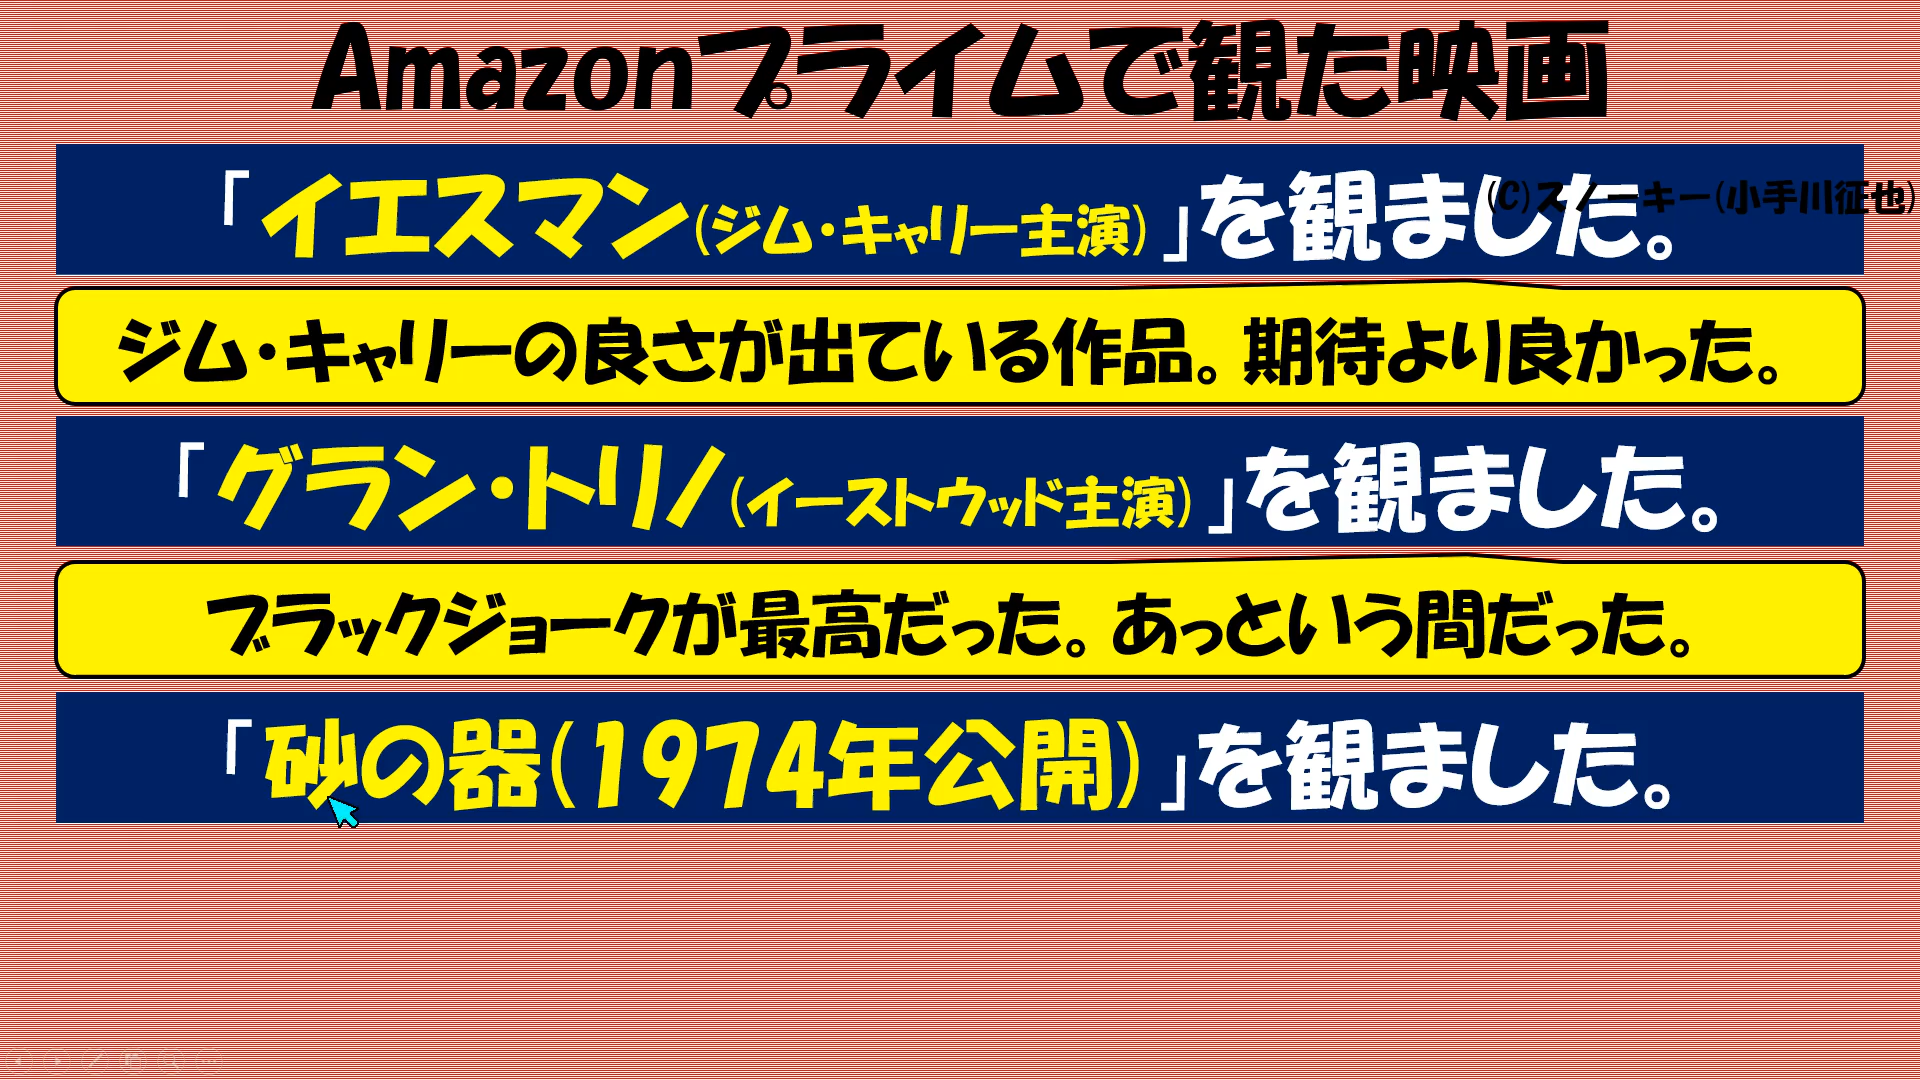 Amazonプライムで観た映画
「イエスマン(ジム・キャリー主演)」を観ました。
(C)スノーキー(小手川征也)
ジム・キャリーの良さが出ている作品。期待より良かった。
「グラン・トリノ(イーストウッド主演)」を観ました。
ブラックジョークが最高だった。あっという間だった。
「砂の器(1974年公開)」を観ました。